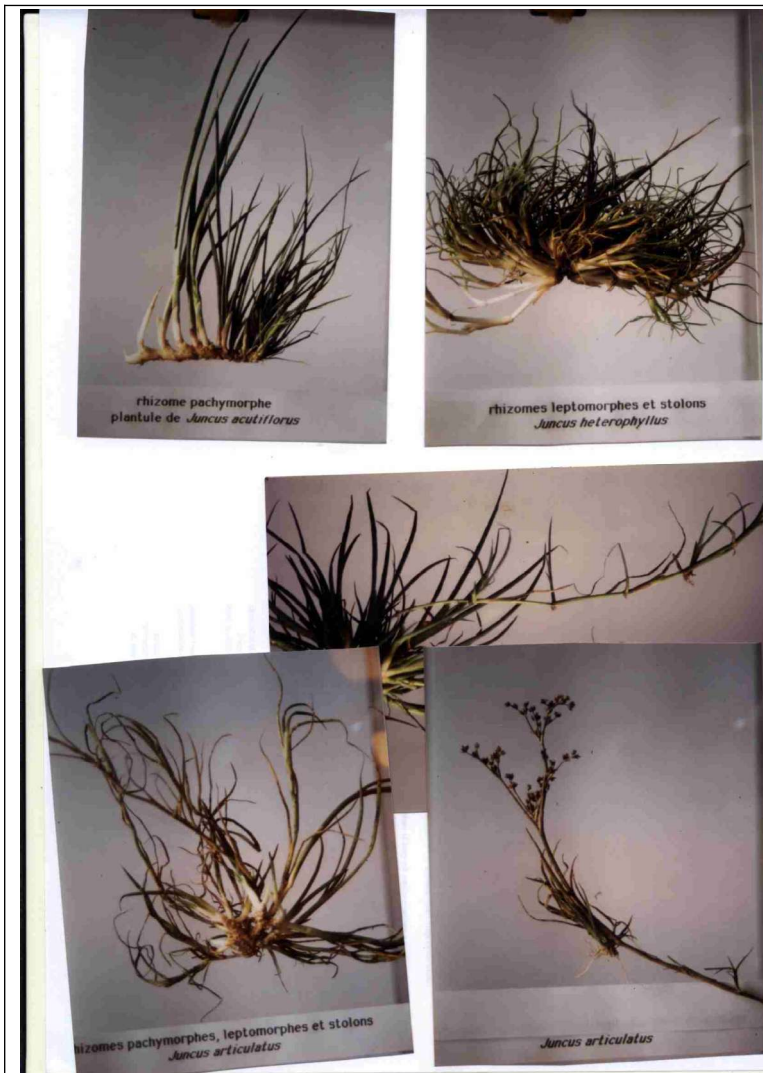 rhizome pachymorphe
plantule de Juncus acutiflorus
rhizomes leptomorphes et stolons
Juncus heterophyllus
hizomes pachymorphes, leptomorphes et stolons
Juncus articulatus
Juncus articulatus